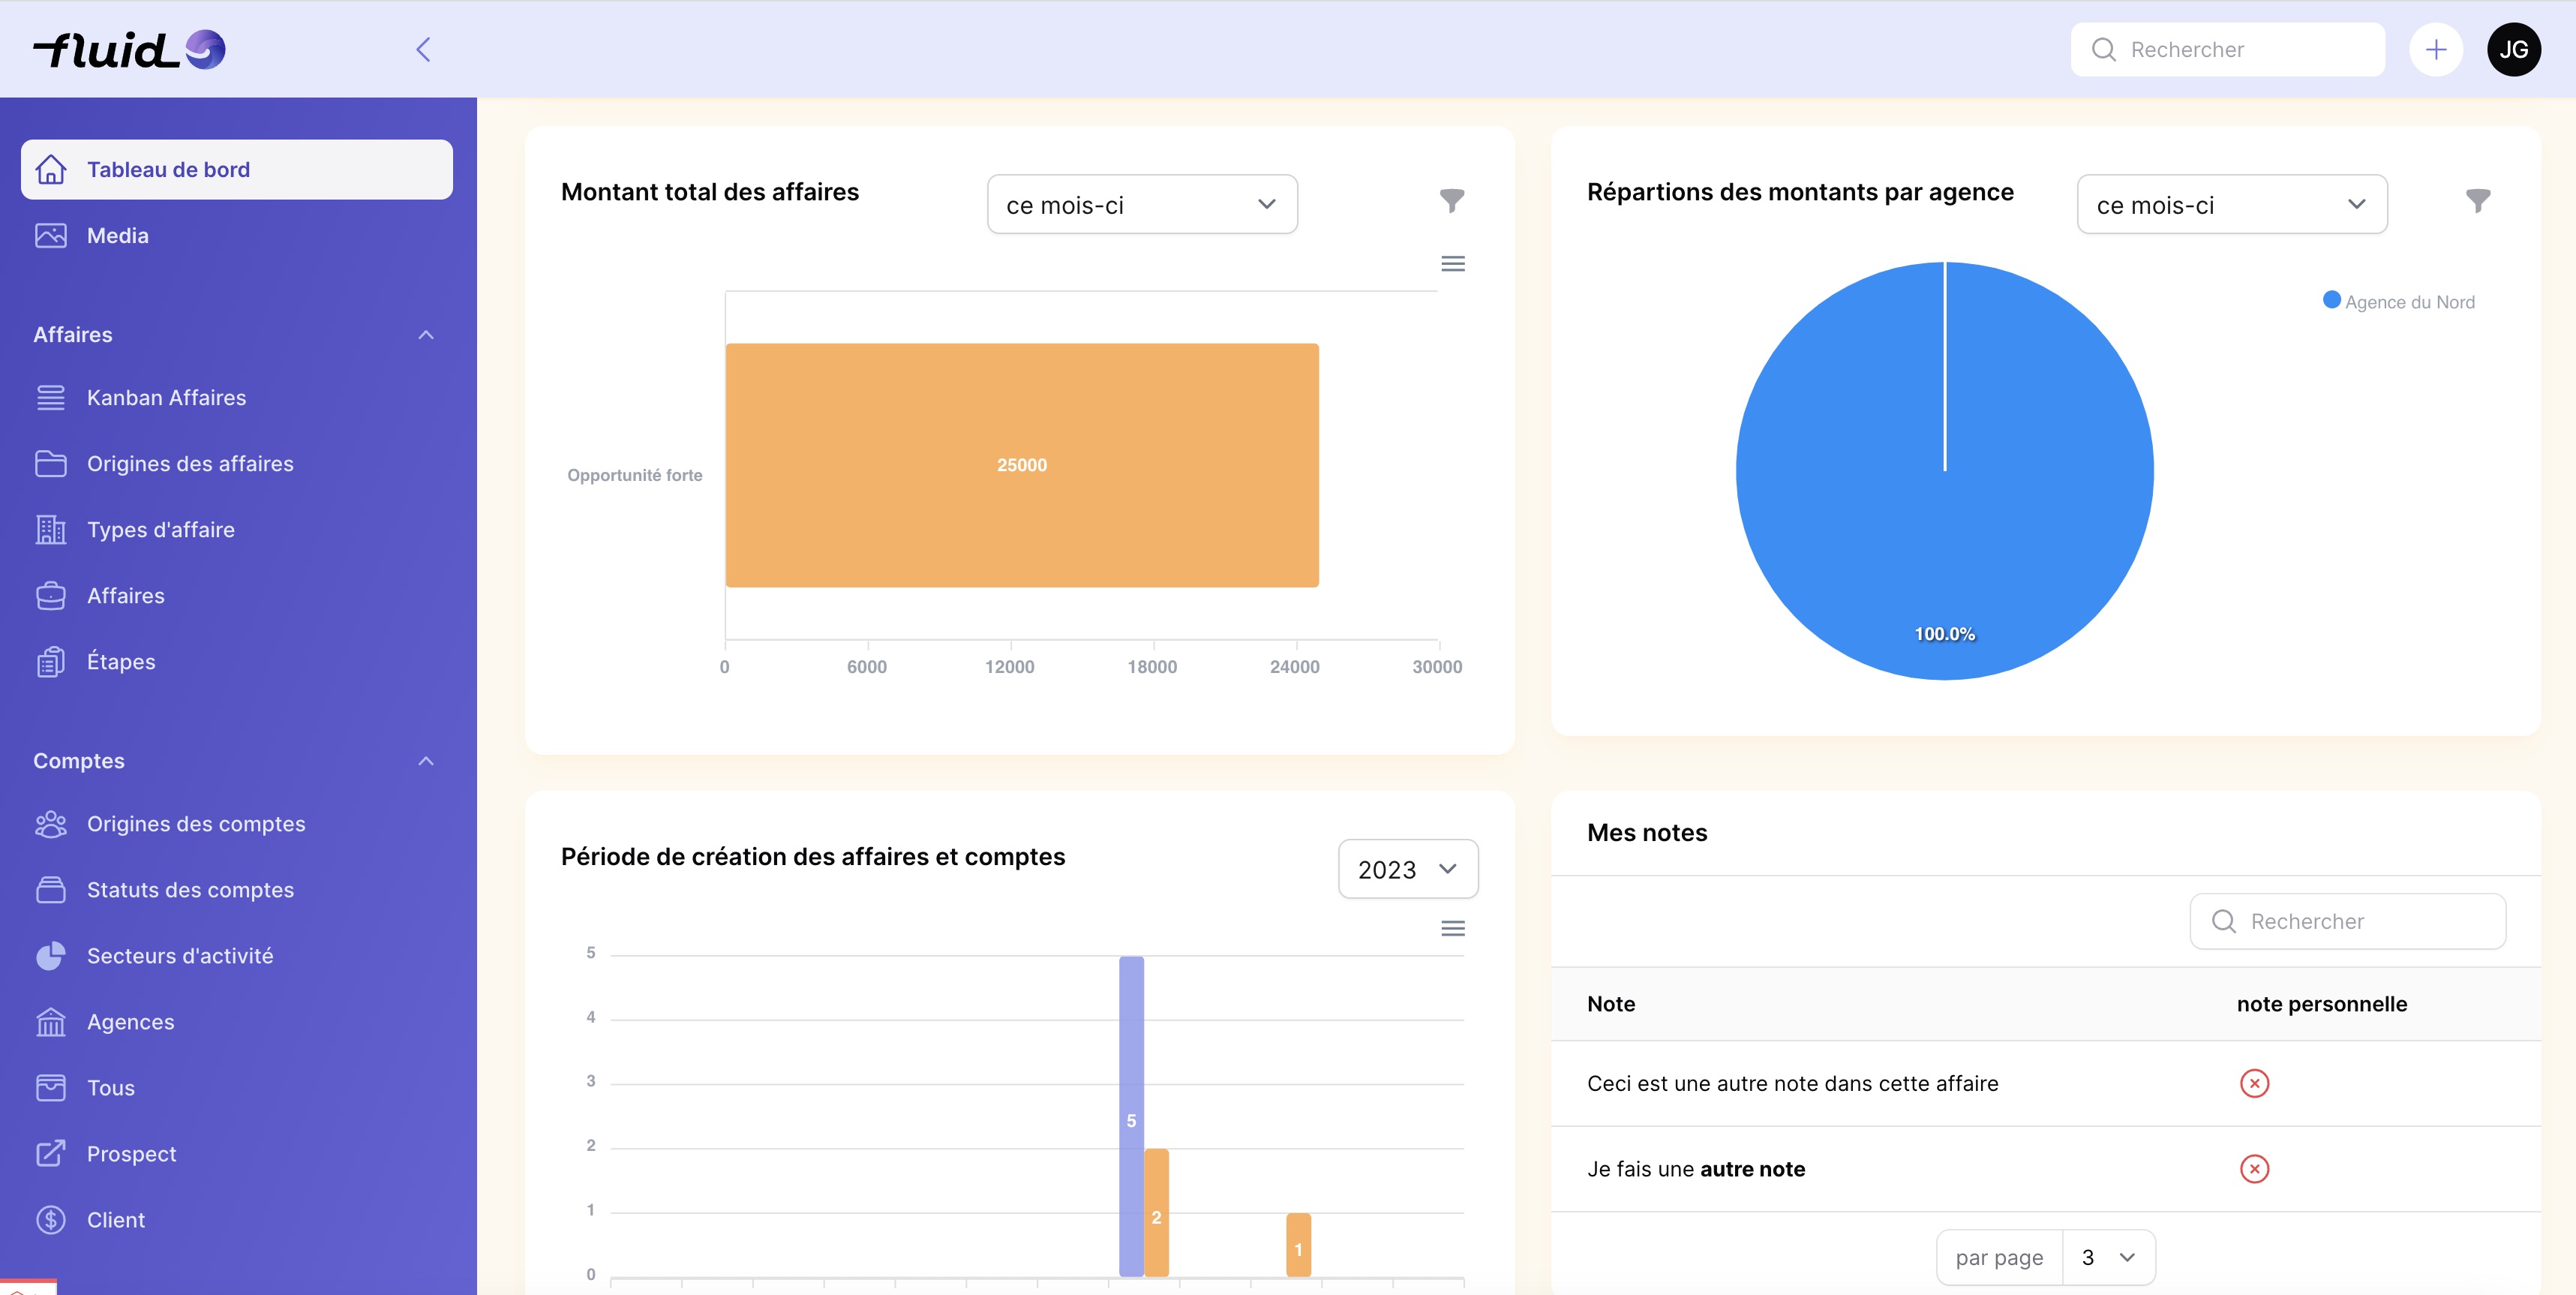 fluid
Rechercher
JG
Tableau de bord
Media
Affaires
Kanban Affaires
Origines des affaires
Types d'affaire
Affaires
Étapes
Comptes
Origines des comptes
Statuts des comptes
Secteurs d'activité
Agences
Tous
Prospect
Client
Montant total des affaires
ce mois-ci
Opportunité forte
25000
0 6000 12000 18000 24000 30000
Répartions des montants par agence
ce mois-ci
Agence du Nord
100.0%
Période de création des affaires et comptes
2023
5
4
3
2
1
0
5
2
1
Mes notes
Rechercher
Note note personnelle
Ceci est une autre note dans cette affaire
Je fais une autre note
par page 3